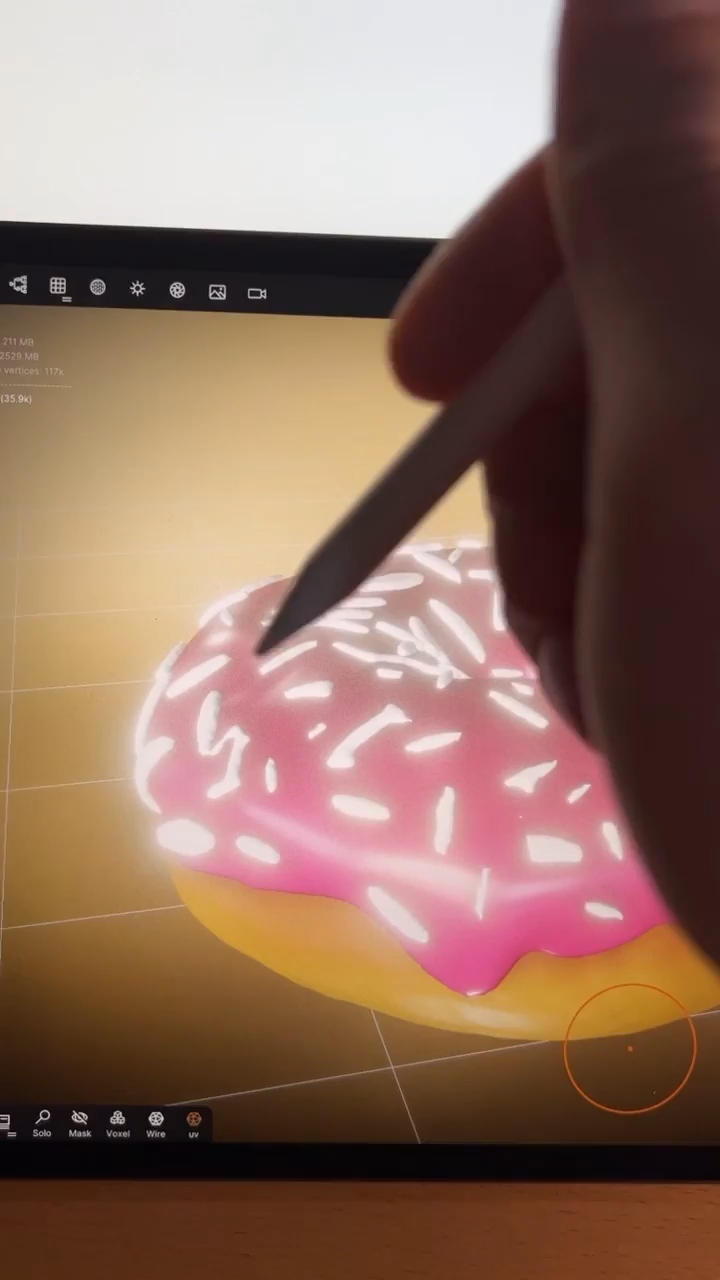 211 MB
2529 MB
vertices: 117k
(35.9k)
Solo
Mask
Voxel
Wire
uv